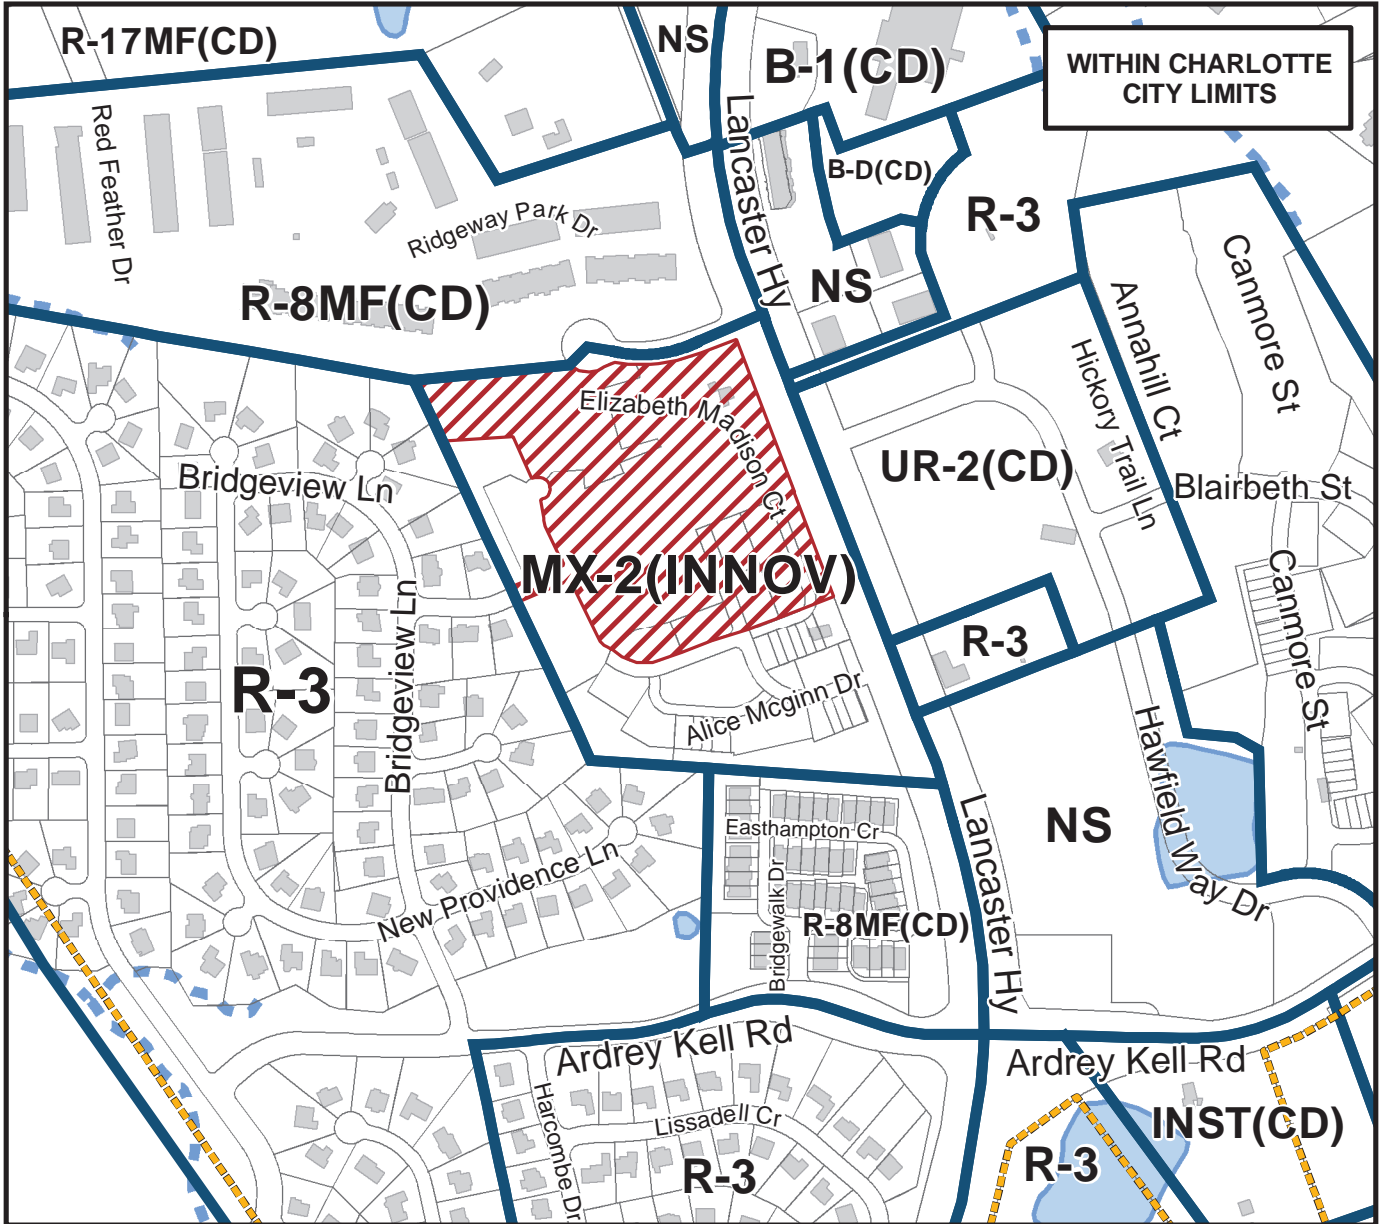 R-17MF(CD)
NS
B-1(CD)
WITHIN CHARLOTTE
CITY LIMITS
Red Feather Dr
Lancaster Hy
B-D(CD)
R-3
Ridgeway Park Dr
NS
R-8MF(CD)
Canmore St
Annahill Ct
Hickory Trail Ln
Elizabeth Madison Ct
UR-2(CD)
Bridgeview Ln
Blairbeth St
MX-2(INNOV)
Canmore St
Bridgeview Ln
R-3
R-3
Alice Mcginn Dr
Hawfield Way Dr
Lancaster Hy
NS
Easthampton Cr
Bridgewalk Dr
New Providence Ln
R-8MF(CD)
Ardrey Kell Rd
Ardrey Kell Rd
Harcombe Dr
Lissadell Cr
INST(CD)
R-3
R-3